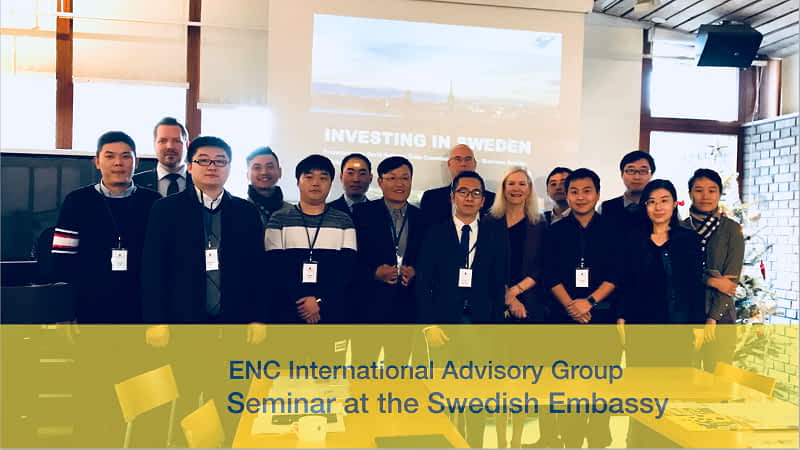 INVESTING IN SWEDEN
ENC International Advisory Group
Seminar at the Swedish Embassy